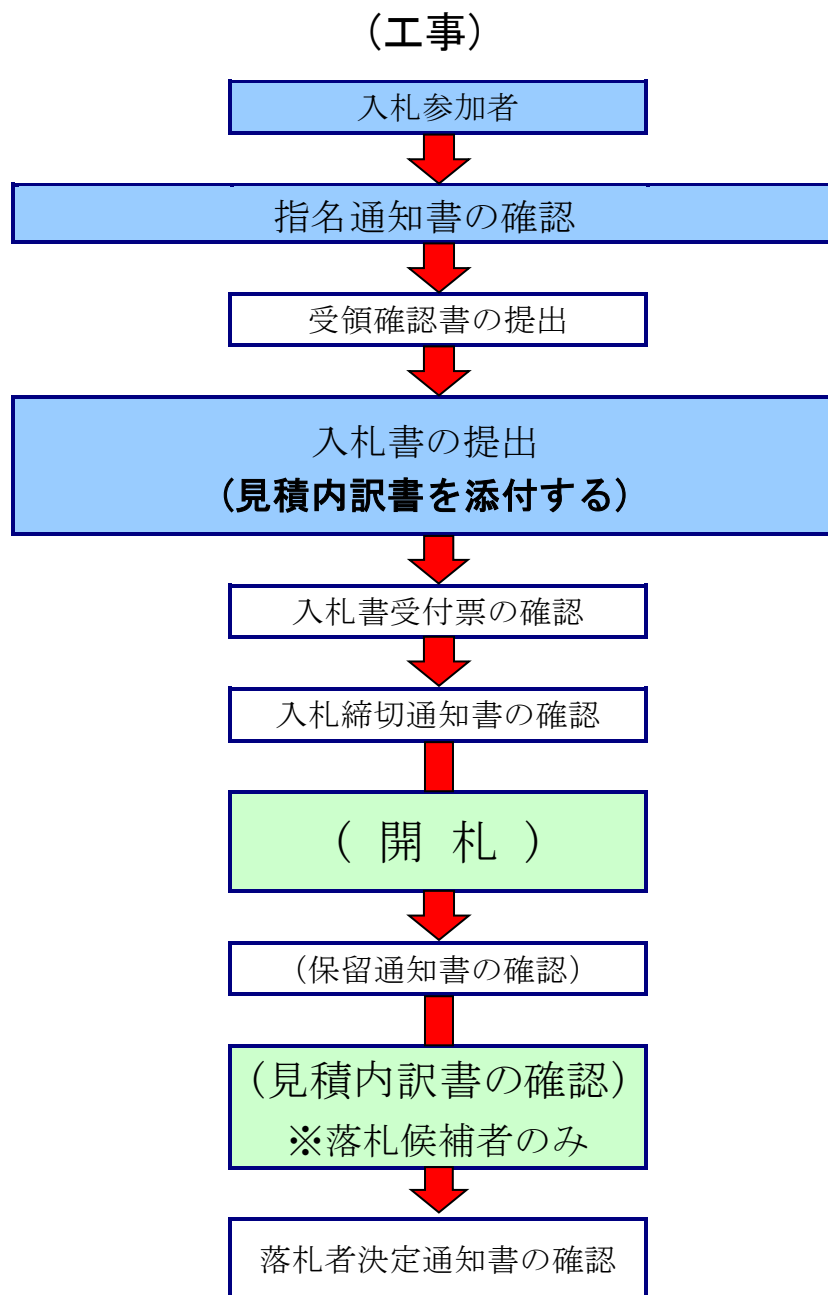 （工事）
入札参加者
指名通知書の確認
受領確認書の提出
入札書の提出
（見積内訳書を添付する）
入札書受付票の確認
入札締切通知書の確認
（ 開 札 ）
（保留通知書の確認）
（見積内訳書の確認）
※落札候補者のみ
落札者決定通知書の確認